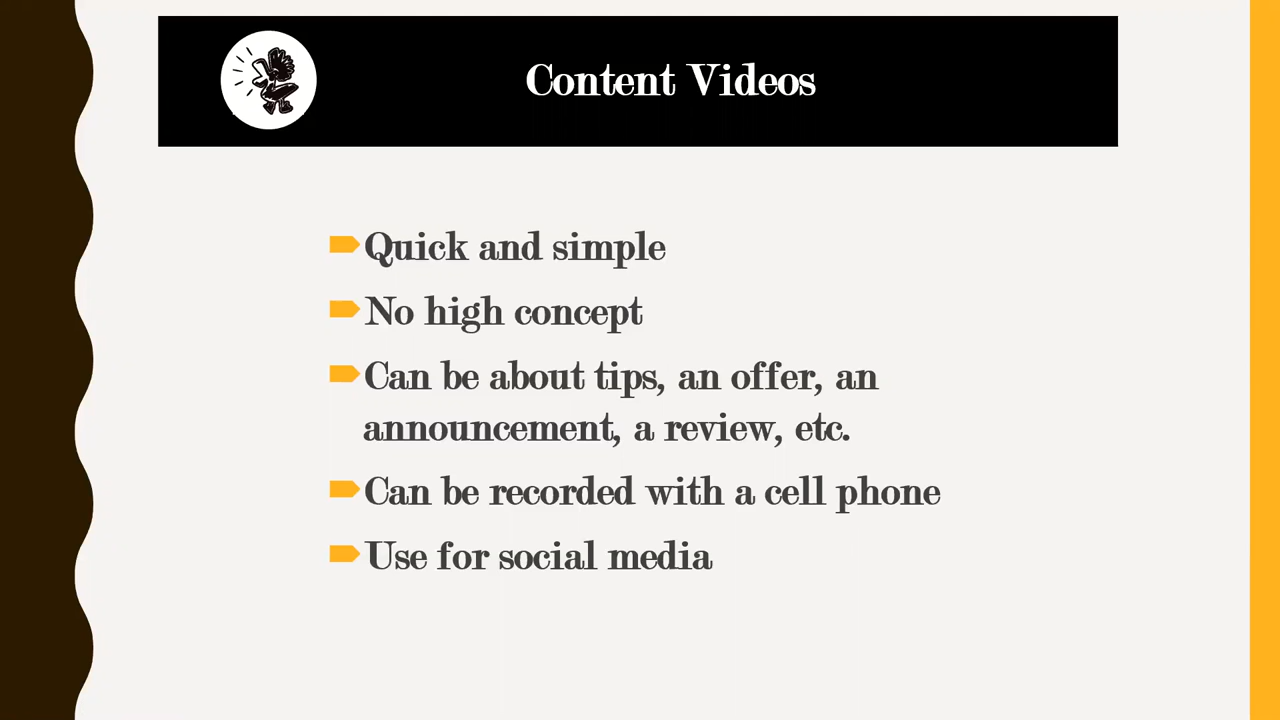 Content Videos
Quick and simple
No high concept
Can be about tips, an offer, an
announcement, a review, etc.
Can be recorded with a cell phone
Use for social media